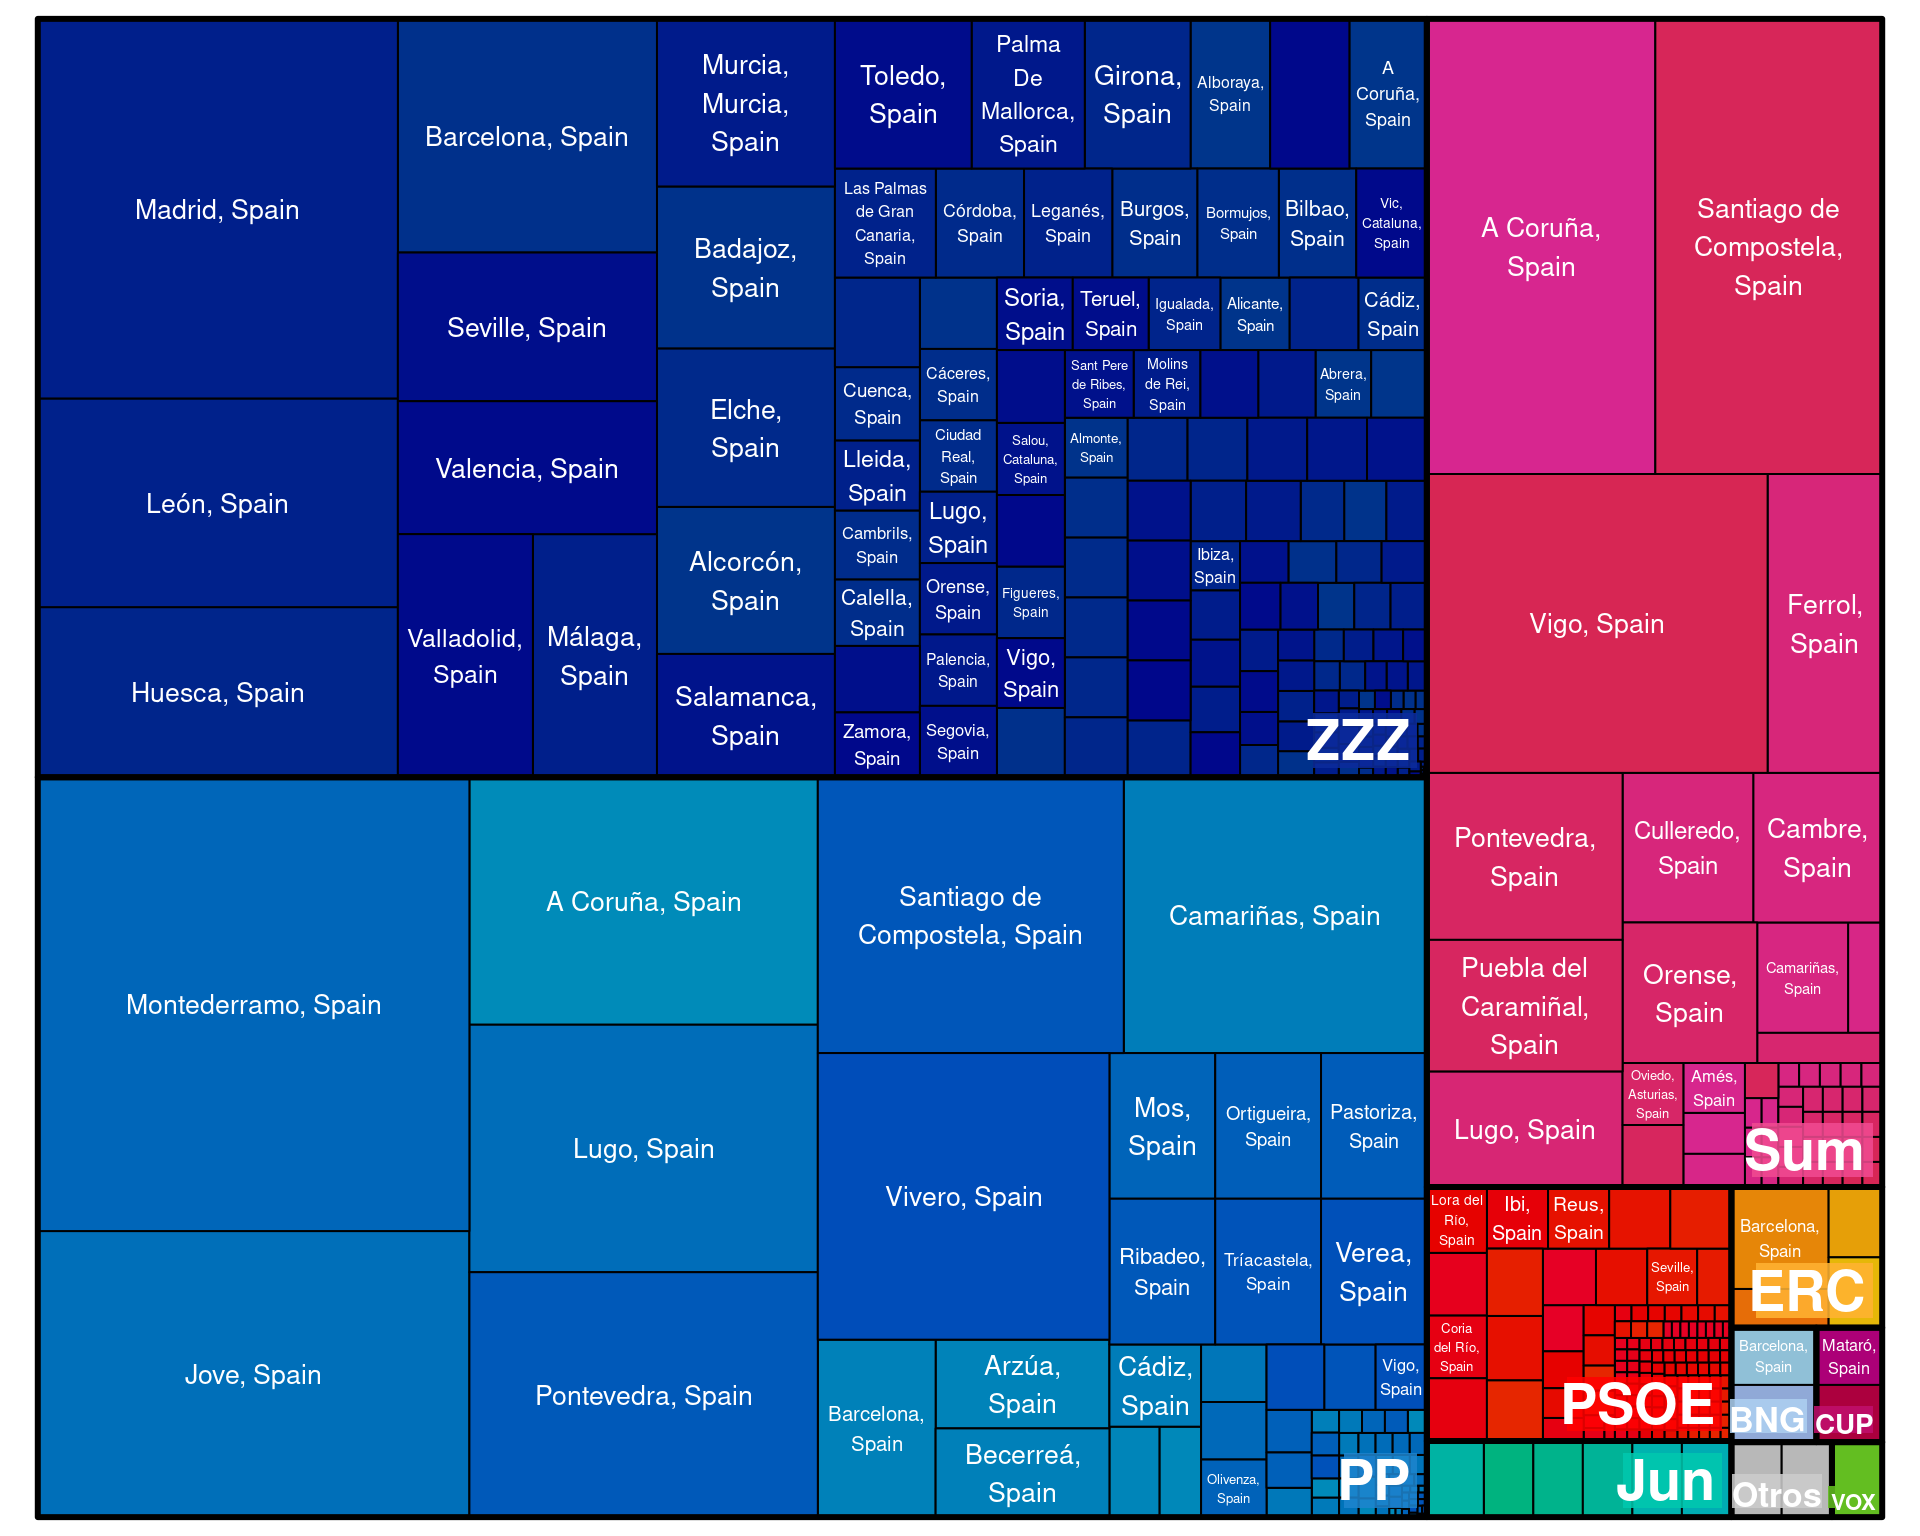 Madrid, Spain
León, Spain
Huesca, Spain
Barcelona, Spain
Seville, Spain
Valencia, Spain
Valladolid,
Spain
Málaga,
Spain
Murcia,
Murcia,
Spain
Badajoz,
Spain
Elche,
Spain
Alcorcón,
Spain
Salamanca,
Spain
Toledo,
Spain
Palma
De
Mallorca,
Spain
Girona,
Spain
Alboraya,
Spain
A
Coruña,
Spain
Las Palmas
de Gran
Canaria,
Spain
Córdoba,
Spain
Leganés,
Spain
Burgos,
Spain
Bormujos,
Spain
Bilbao,
Spain
Vic,
Cataluna,
Spain
Cuenca,
Spain
Lleida,
Spain
Cambrils,
Spain
Calella,
Spain
Zamora,
Spain
Cáceres,
Spain
Ciudad
Real,
Spain
Lugo,
Spain
Orense,
Spain
Palencia,
Spain
Segovia,
Spain
Soria,
Spain
Teruel,
Spain
Igualada,
Spain
Alicante,
Spain
Cádiz,
Spain
Salou,
Cataluna,
Spain
Figueres,
Spain
Vigo,
Spain
Sant Pere
de Ribes,
Spain
Molins
de Rei,
Spain
Abrera,
Spain
Almonte,
Spain
Ibiza,
Spain
ZZZ
Montederramo, Spain
Jove, Spain
A Coruña, Spain
Lugo, Spain
Pontevedra, Spain
Santiago de
Compostela, Spain
Camariñas, Spain
Vivero, Spain
Mos,
Spain
Ortigueira,
Spain
Pastoriza,
Spain
Ribadeo,
Spain
Tríacastela,
Spain
Verea,
Spain
Barcelona,
Spain
Arzúa,
Spain
Becerreá,
Spain
Cádiz,
Spain
Vigo,
Spain
Olivenza,
Spain
PP
A Coruña,
Spain
Santiago de
Compostela,
Spain
Vigo, Spain
Ferrol,
Spain
Pontevedra,
Spain
Puebla del
Caramiñal,
Spain
Lugo, Spain
Culleredo,
Spain
Cambre,
Spain
Orense,
Spain
Camariñas,
Spain
Oviedo,
Asturias,
Spain
Amés,
Spain
Sum
Lora del
Río,
Spain
Ibi,
Spain
Reus,
Spain
Seville,
Spain
Coria
del Río,
Spain
PSOE
Barcelona,
Spain
ERC
Barcelona,
Spain
BNG
Mataró,
Spain
CUP
Jun
Otros
VOX